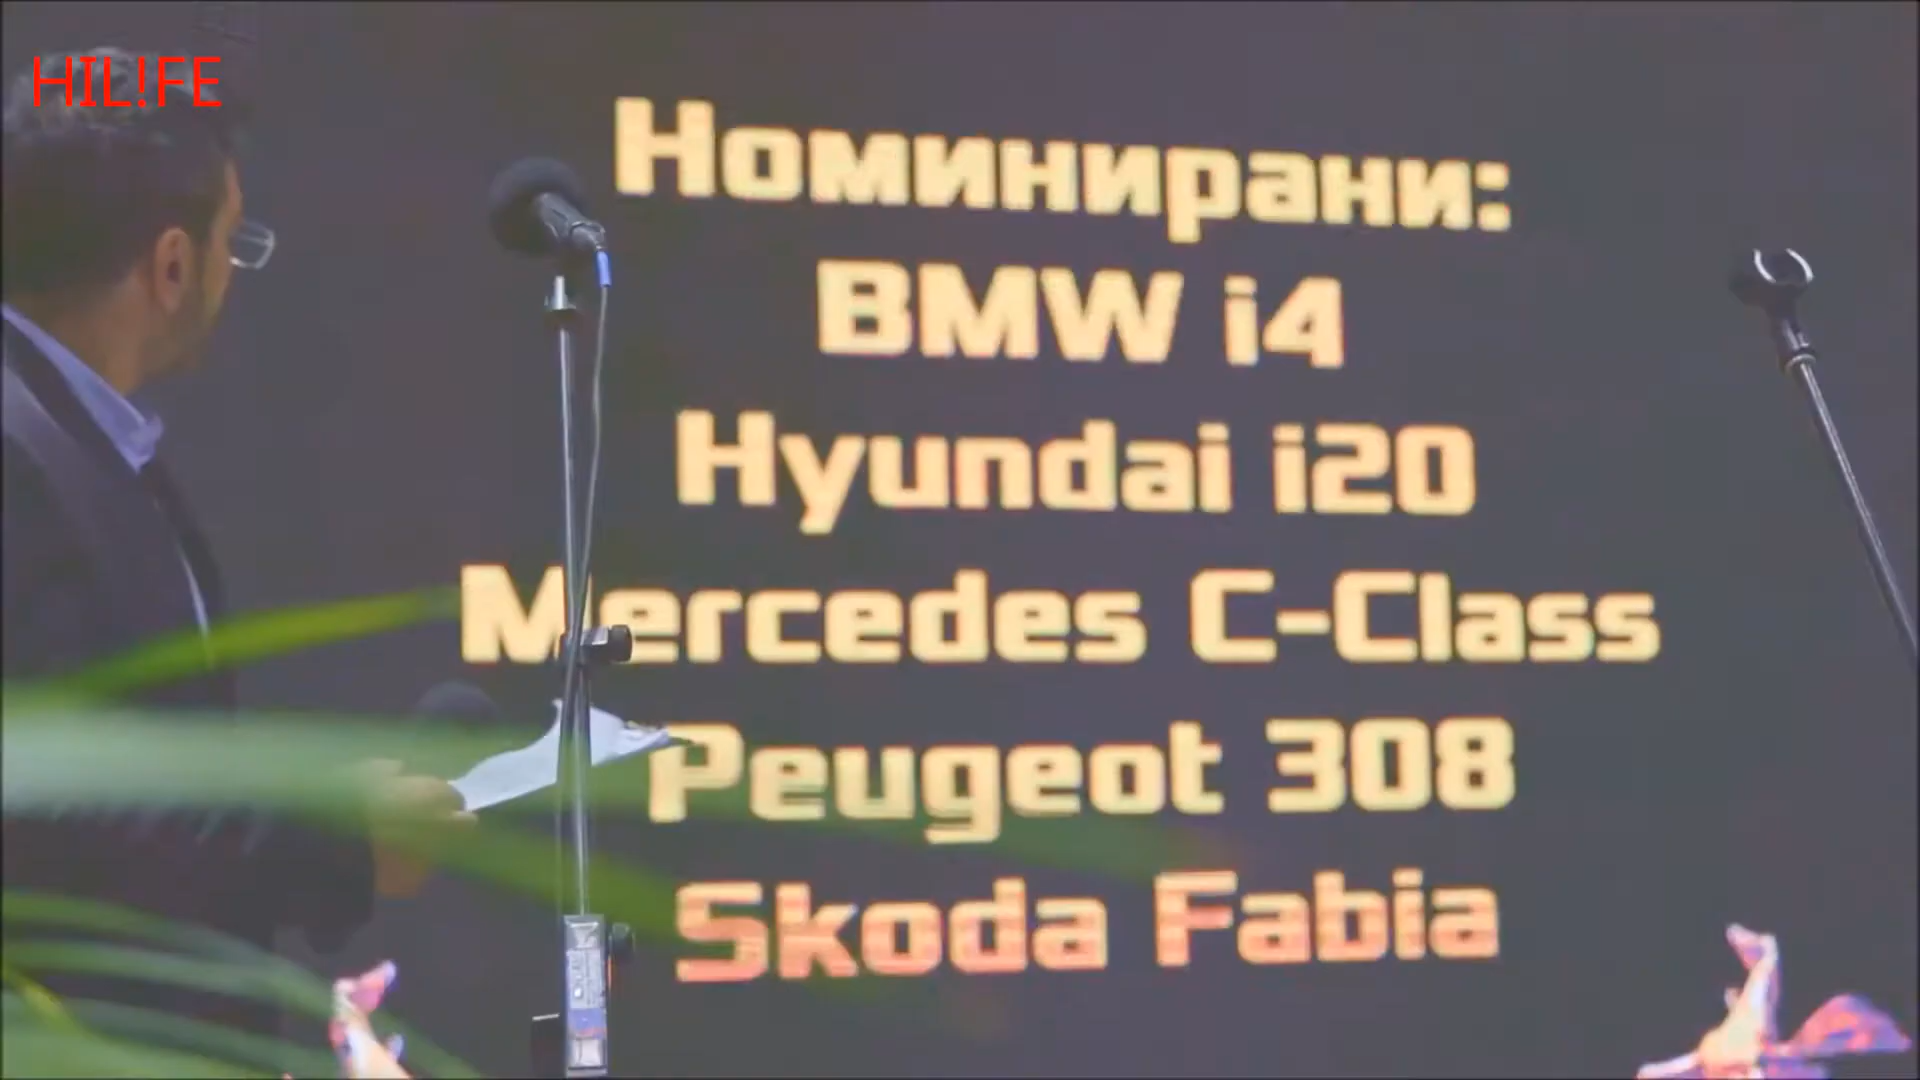 HIL!FE
Номинирани:
BMW i4
Hyundai i20
Mercedes C-Class
Peugeot 308
Skoda Fabia